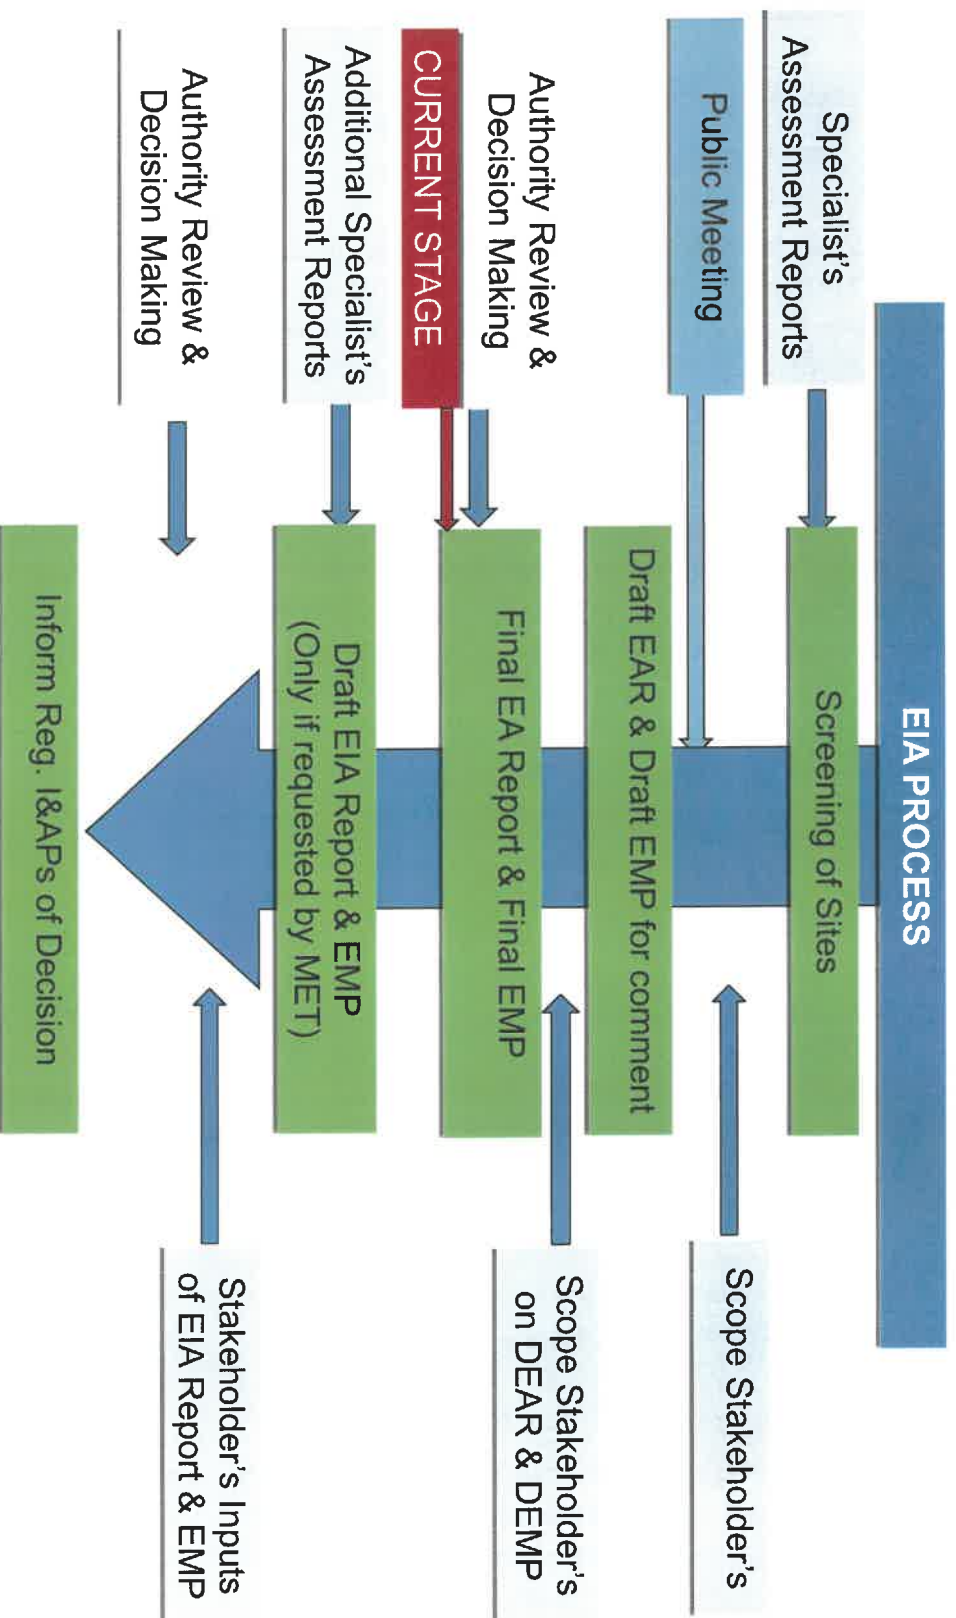 EIA PROCESS
Specialist's
Assessment Reports
Screening of Sites
Scope Stakeholder's
Public Meeting
Draft EAR & Draft EMP for comment
Authority Review &
Decision Making
Final EA Report & Final EMP
Scope Stakeholder's
on DEAR & DEMP
CURRENT STAGE
Additional Specialist's
Assessment Reports
Draft EIA Report & EMP
(Only if requested by MET)
Authority Review &
Decision Making
Stakeholder's Inputs
of EIA Report & EMP
Inform Reg. I&APs of Decision